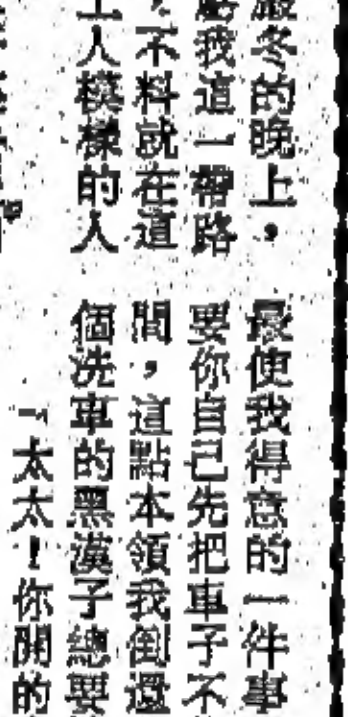 嚴冬的晚上，
我這一帶路
，不料就在這
工人模樣的人
最使我得意的一件事
要你自己先把車子不
間，這點本領我倒還
個洗車的黑漢子總要
「太太！你開的